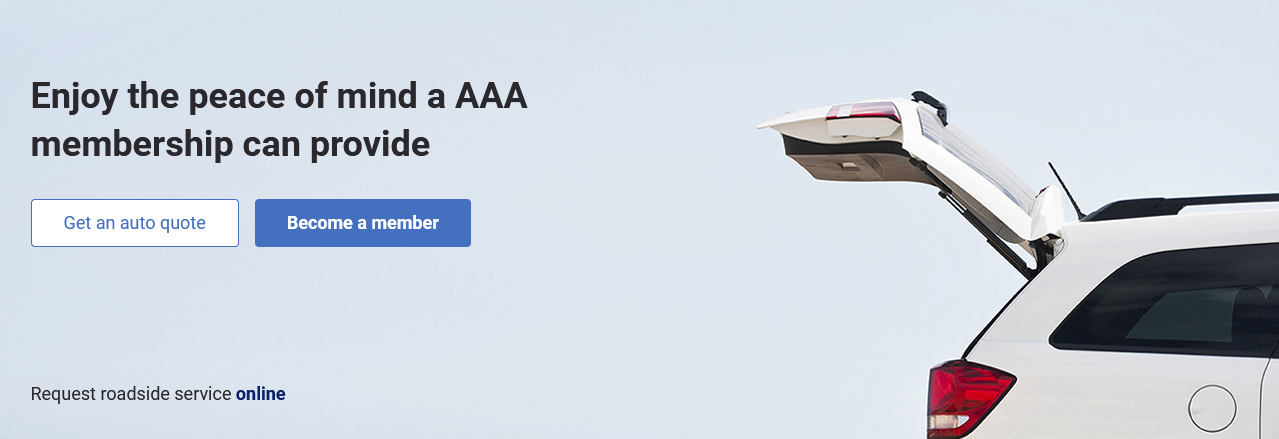 Enjoy the peace of mind a AAA
membership can provide
Get an auto quote
Become a member
Request roadside service online